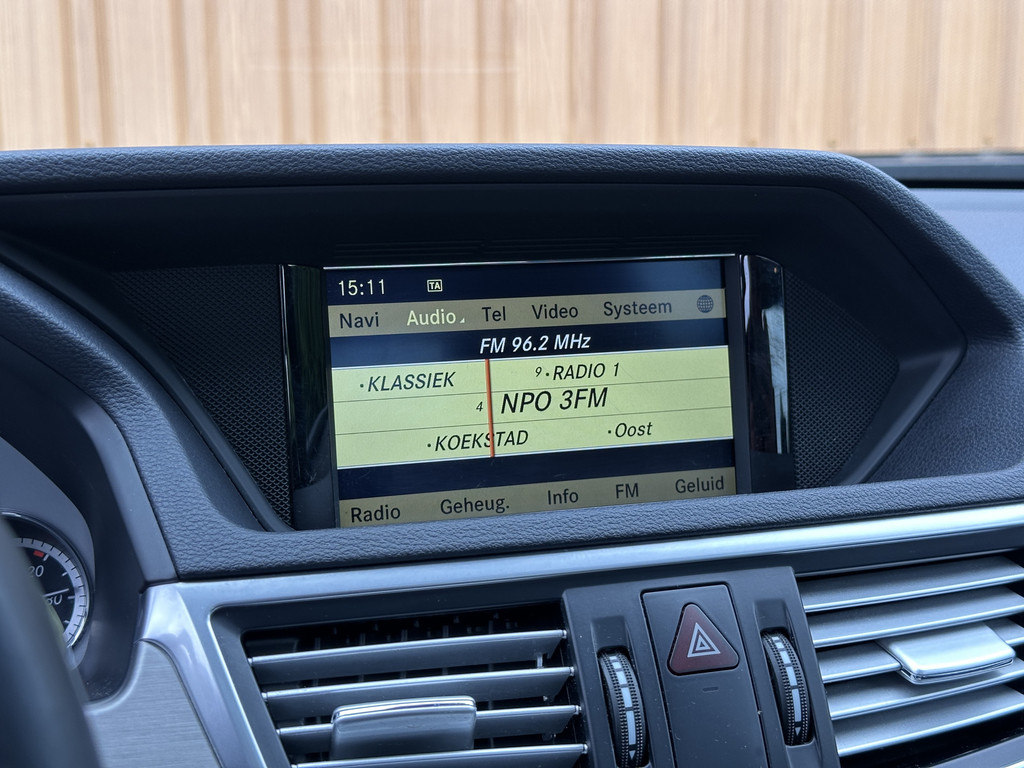 15:11 TA
Navi Audio Tel Video Systeem
FM 96.2 MHz
·KLASSIEK 9 ·RADIO 1
4 NPO 3FM
·KOEKSTAD ·Oost
Radio Geheug. Info FM Geluid